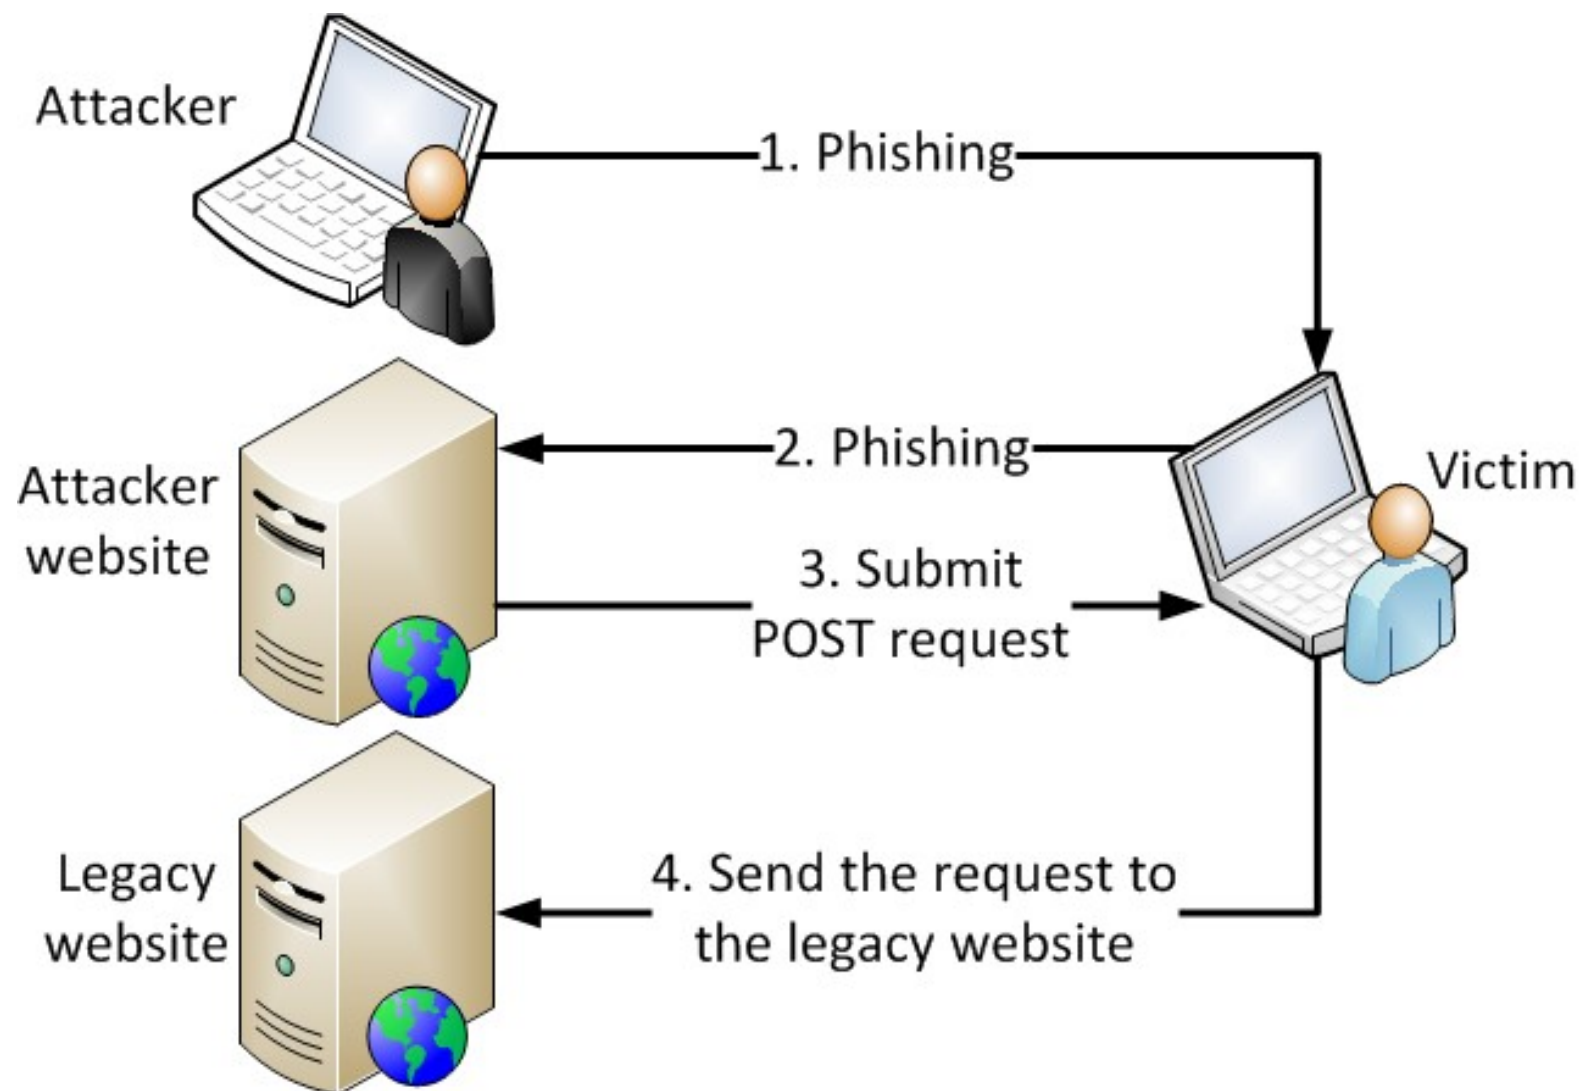 Attacker
1. Phishing
2. Phishing
Attacker
website
Victim
3. Submit
POST request
Legacy
website
4. Send the request to
the legacy website